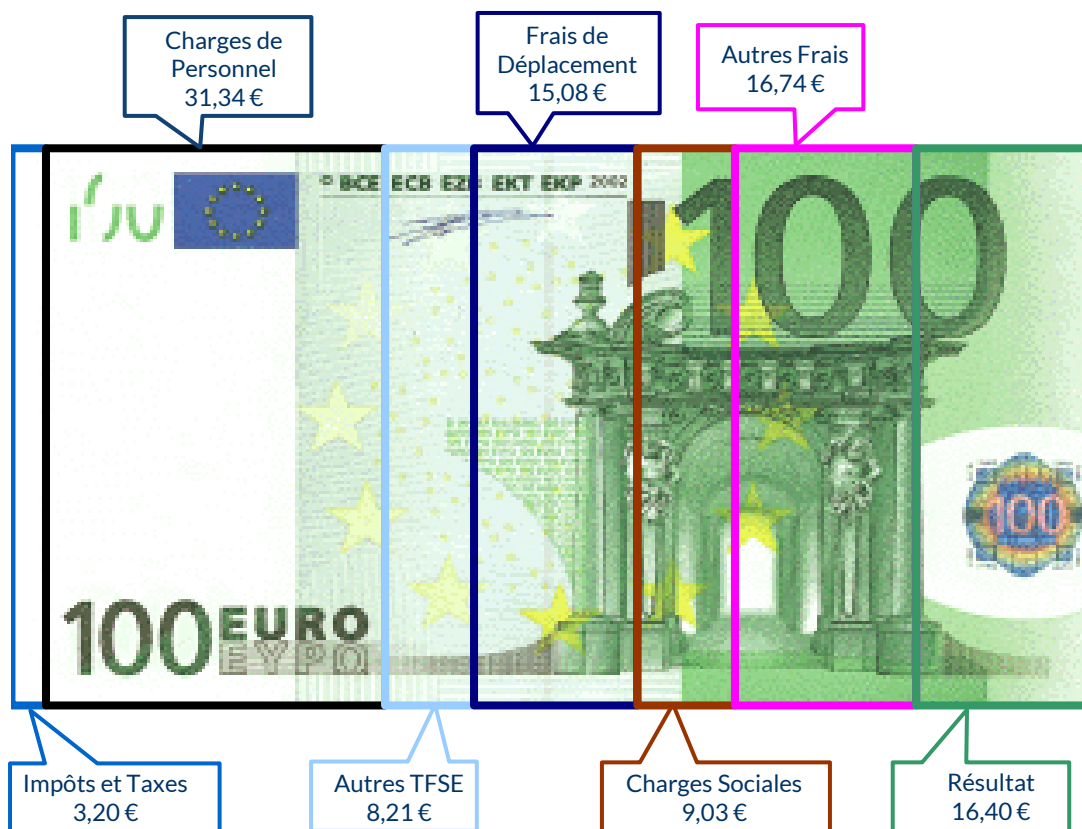 Charges de
Personnel
31,34 €
Frais de
Déplacement
15,08 €
Autres Frais
16,74 €
© BCE ECB EZB EKT EKP 2002
100
100
100 EURO
ΕΥΡΩ
Impôts et Taxes
3,20 €
Autres TFSE
8,21 €
Charges Sociales
9,03 €
Résultat
16,40 €